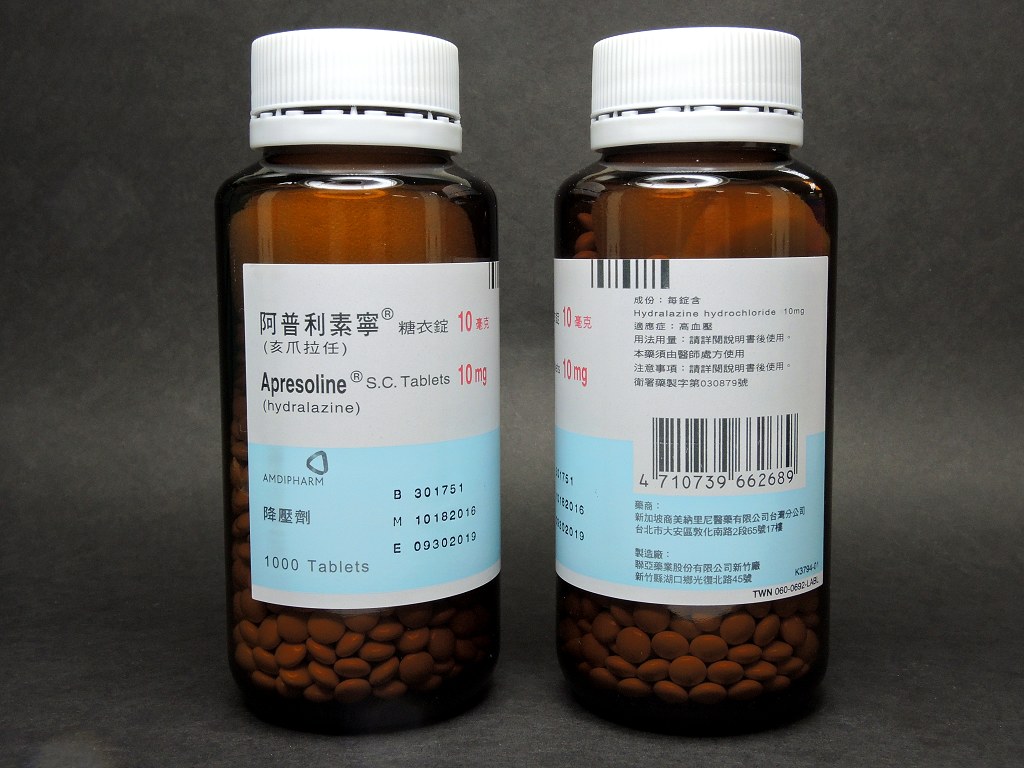 阿普利素寧® 糖衣錠 10 毫克
(亥爪拉任)
Apresoline® S.C. Tablets 10 mg
(hydralazine)
AMDIPHARM
降壓劑
B 301751
M 10182016
E 09302019
1000 Tablets
10 毫克
10 mg
成份：每錠含
Hydralazine hydrochloride 10mg
適應症：高血壓
用法用量：請詳閱說明書後使用。
本藥須由醫師處方使用
注意事項：請詳閱說明書後使用。
衛署藥製字第030879號
4 710739 662689
藥商：
新加坡商美納里尼醫藥有限公司台灣分公司
台北市大安區敦化南路2段65號17樓
製造廠：
聯亞藥業股份有限公司新竹廠
新竹縣湖口鄉光復北路45號
K3794-01
TWN 060-0692-LABL